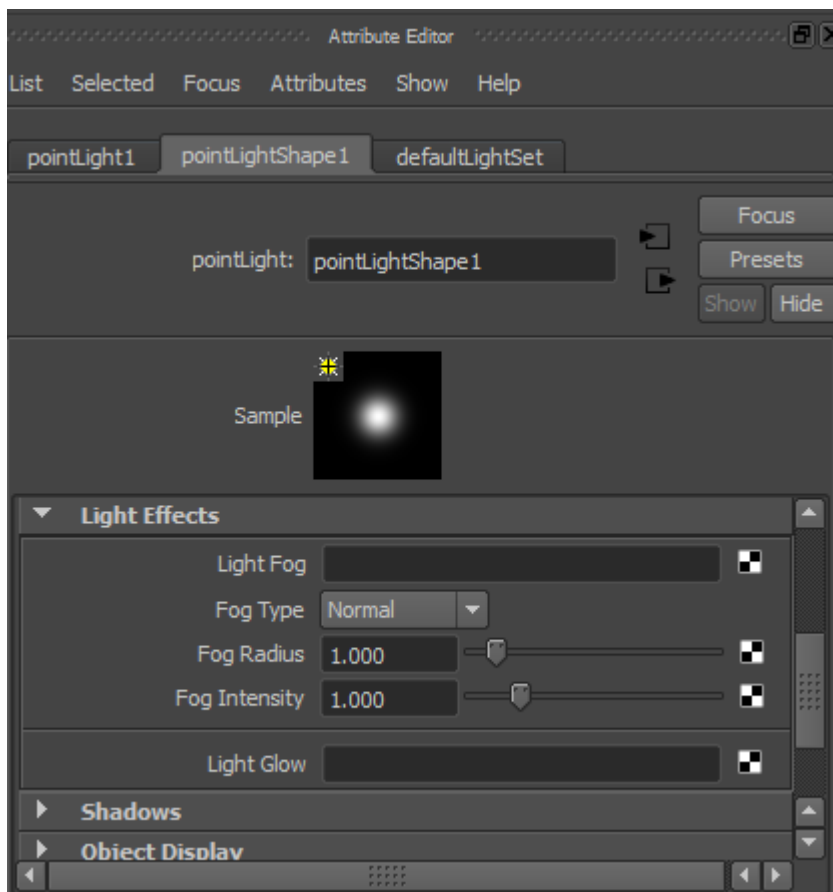 Attribute Editor
List Selected Focus Attributes Show Help
pointLight1 pointLightShape1 defaultLightSet
Focus
pointLight: pointLightShape1
Presets
Show Hide
Sample
Light Effects
Light Fog
Fog Type Normal
Fog Radius 1.000
Fog Intensity 1.000
Light Glow
Shadows
Object Display